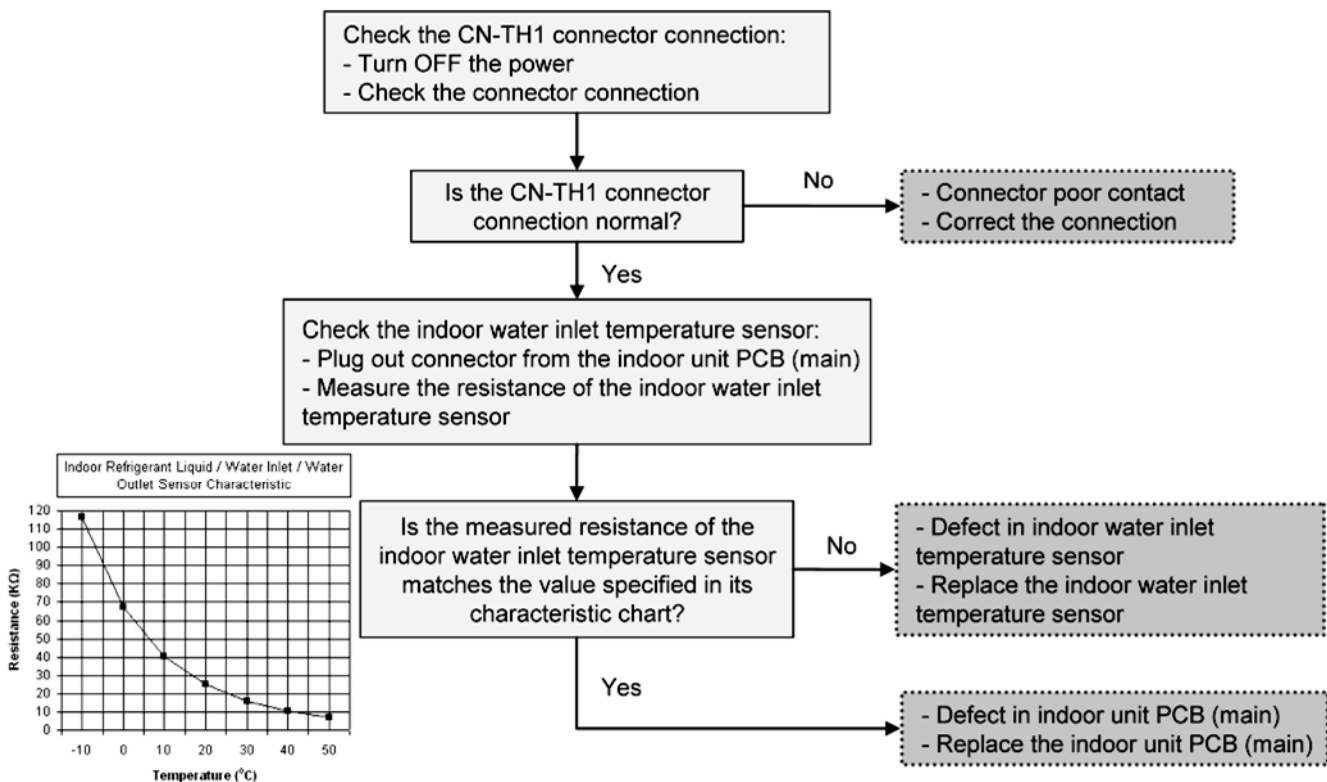 Check the CN-TH1 connector connection:
- Turn OFF the power
- Check the connector connection
Is the CN-TH1 connector
connection normal?
No
- Connector poor contact
- Correct the connection
Yes
Check the indoor water inlet temperature sensor:
- Plug out connector from the indoor unit PCB (main)
- Measure the resistance of the indoor water inlet
temperature sensor
Indoor Refrigerant Liquid / Water Inlet / Water
Outlet Sensor Characteristic
120
110
100
90
80
70
60
50
40
30
20
10
0
Resistance (KΩ)
-10 0 10 20 30 40 50
Temperature (⁰C)
Is the measured resistance of the
indoor water inlet temperature sensor
matches the value specified in its
characteristic chart?
No
- Defect in indoor water inlet
temperature sensor
- Replace the indoor water inlet
temperature sensor
Yes
- Defect in indoor unit PCB (main)
- Replace the indoor unit PCB (main)